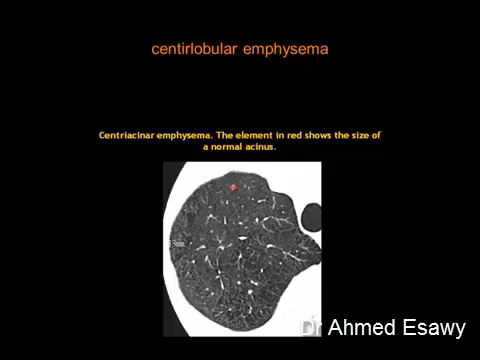 centirlobular emphysema
Centriacinar emphysema. The element in red shows the size of
a normal acinus.
Dr Ahmed Esawy